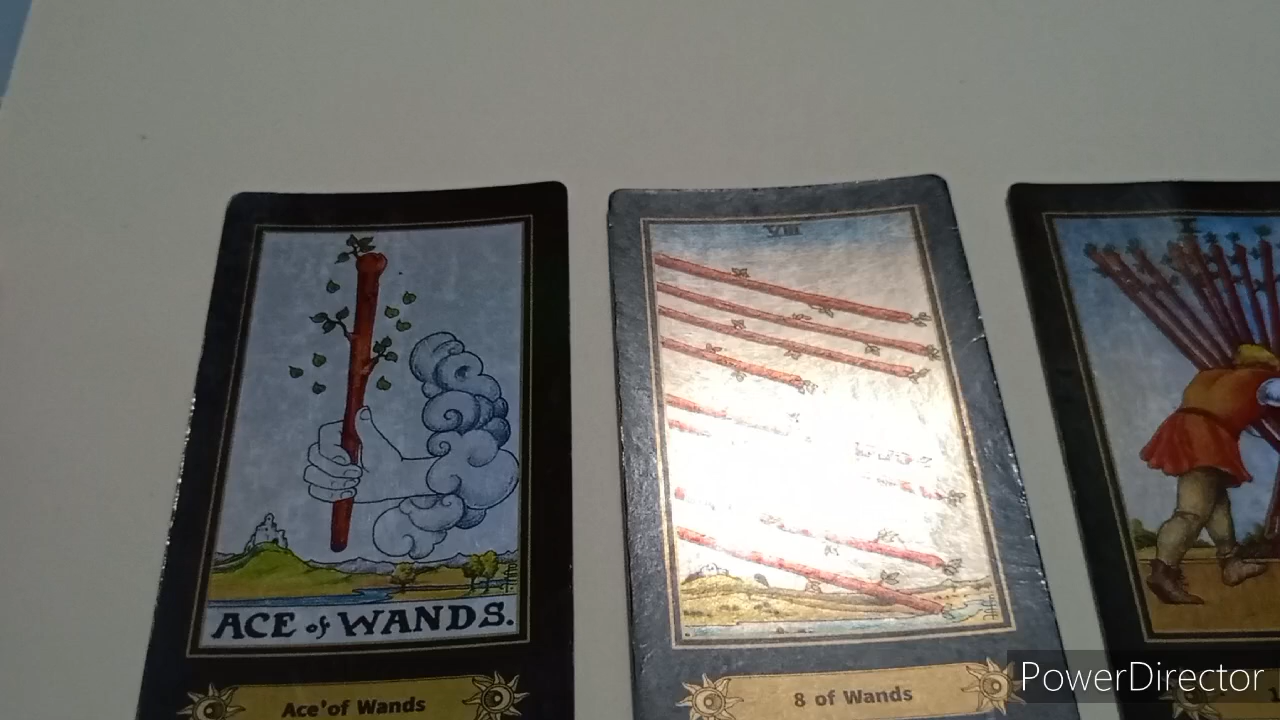 VIII
X
ACE of WANDS.
Ace of Wands
8 of Wands
PowerDirector